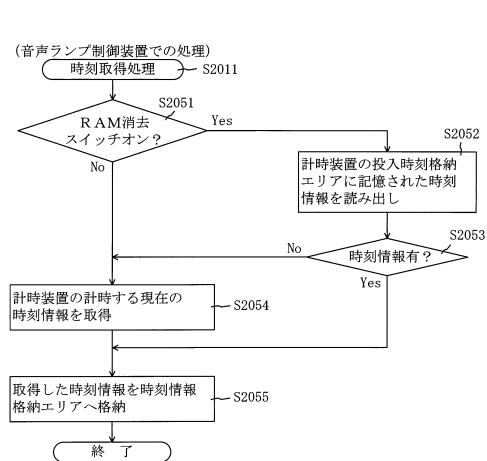 (音声ランプ制御装置での処理)
時刻取得処理
S2011
S2051
RAM消去
スイッチオン?
Yes
No
S2052
計時装置の投入時刻格納
エリアに記憶された時刻
情報を読み出し
S2053
時刻情報有?
No
Yes
計時装置の計時する現在の
時刻情報を取得
S2054
取得した時刻情報を時刻情報
格納エリアへ格納
S2055
終 了